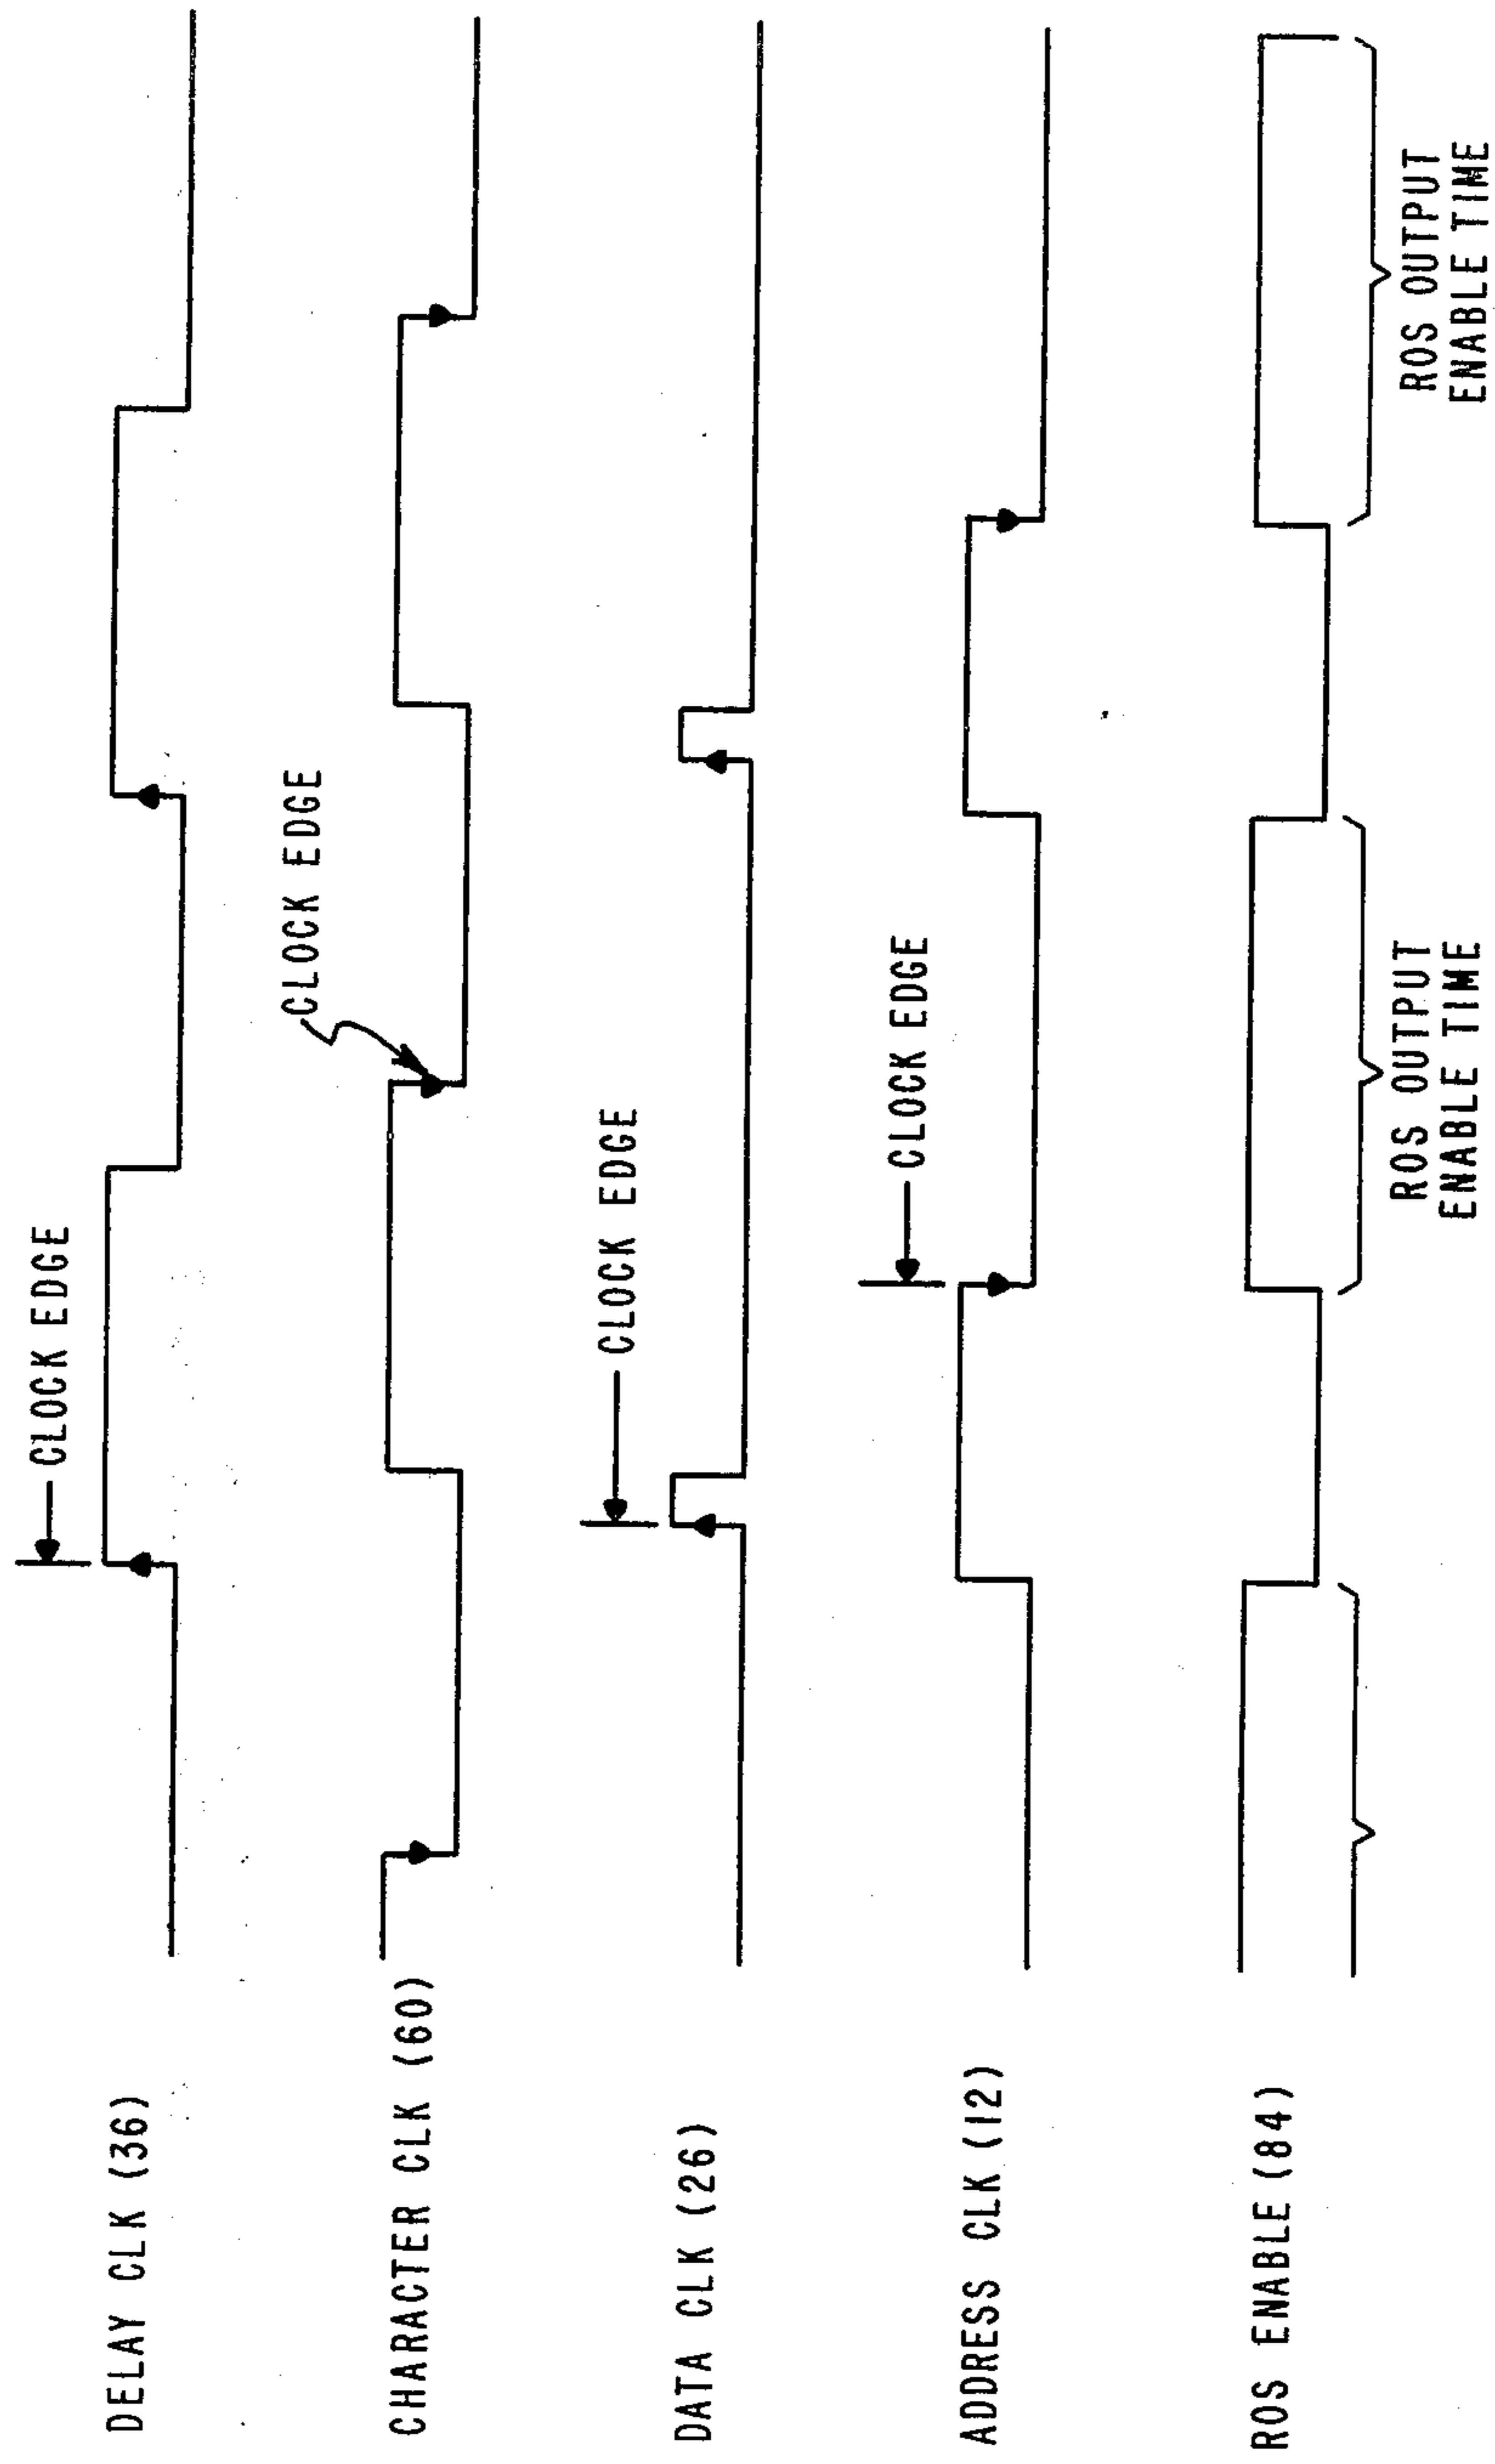 CLOCK EDGE
DELAY CLK (36)
CLOCK EDGE
CHARACTER CLK (60)
CLOCK EDGE
DATA CLK (26)
CLOCK EDGE
ADDRESS CLK (12)
ROS ENABLE (84)
ROS OUTPUT
ENABLE TIME
ROS OUTPUT
ENABLE TIME